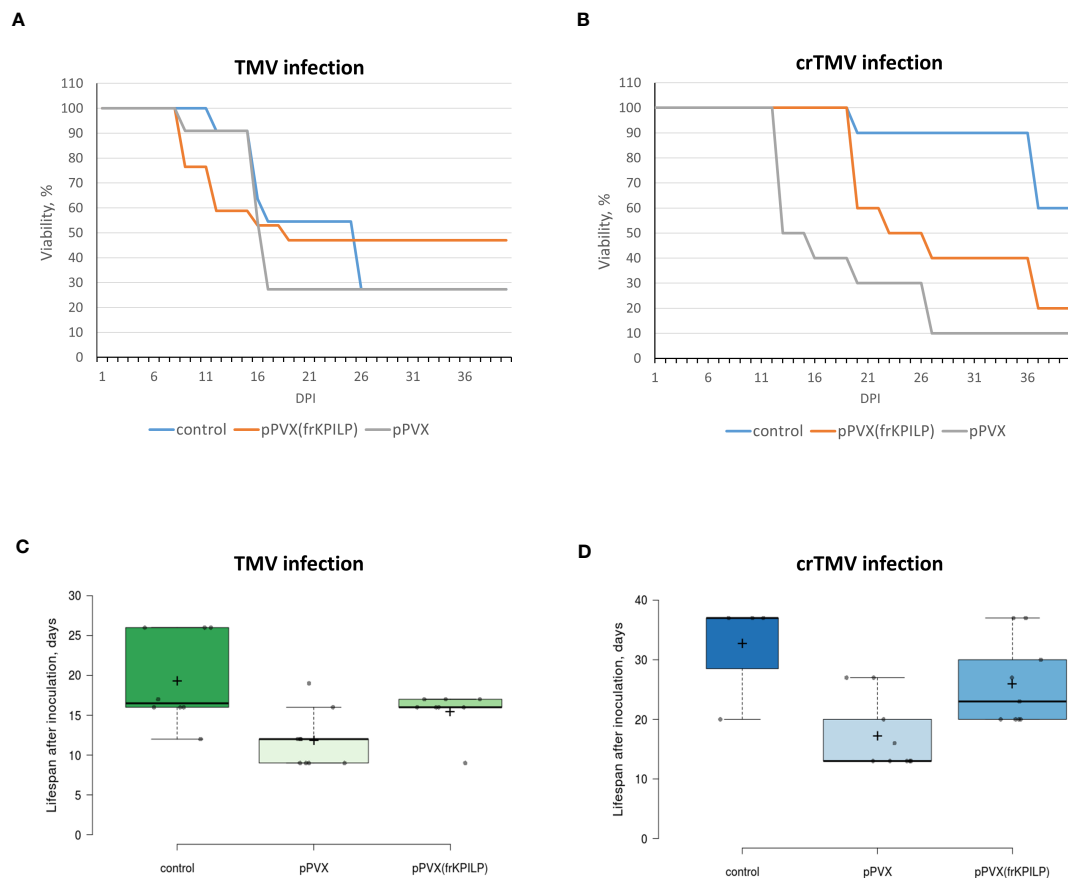 A
TMV infection
110
100
90
80
70
60
50
40
30
20
10
0
Viability, %
1 6 11 16 21 26 31 36
DPI
control pPVX(frKPILP) pPVX
B
crTMV infection
110
100
90
80
70
60
50
40
30
20
10
0
Viability, %
1 6 11 16 21 26 31 36
DPI
control pPVX(frKPILP) pPVX
C
TMV infection
30
25
20
15
10
5
0
Lifespan after inoculation, days
control pPVX pPVX(frKPILP)
D
crTMV infection
40
30
20
10
0
Lifespan after inoculation, days
control pPVX pPVX(frKPILP)